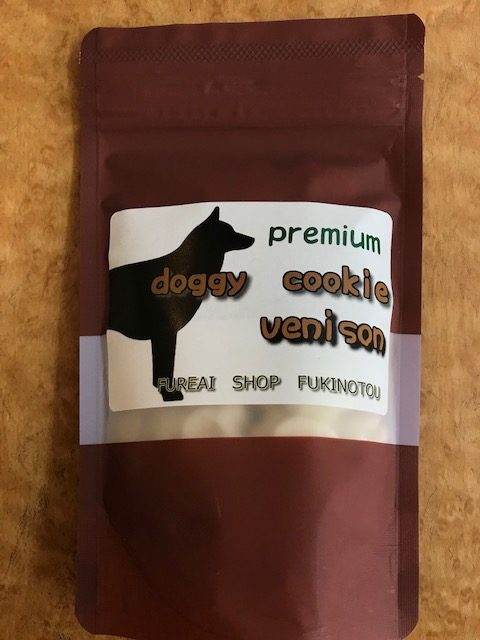 premium
doggy cookie
venison
FUREAI SHOP FUKINOTOU